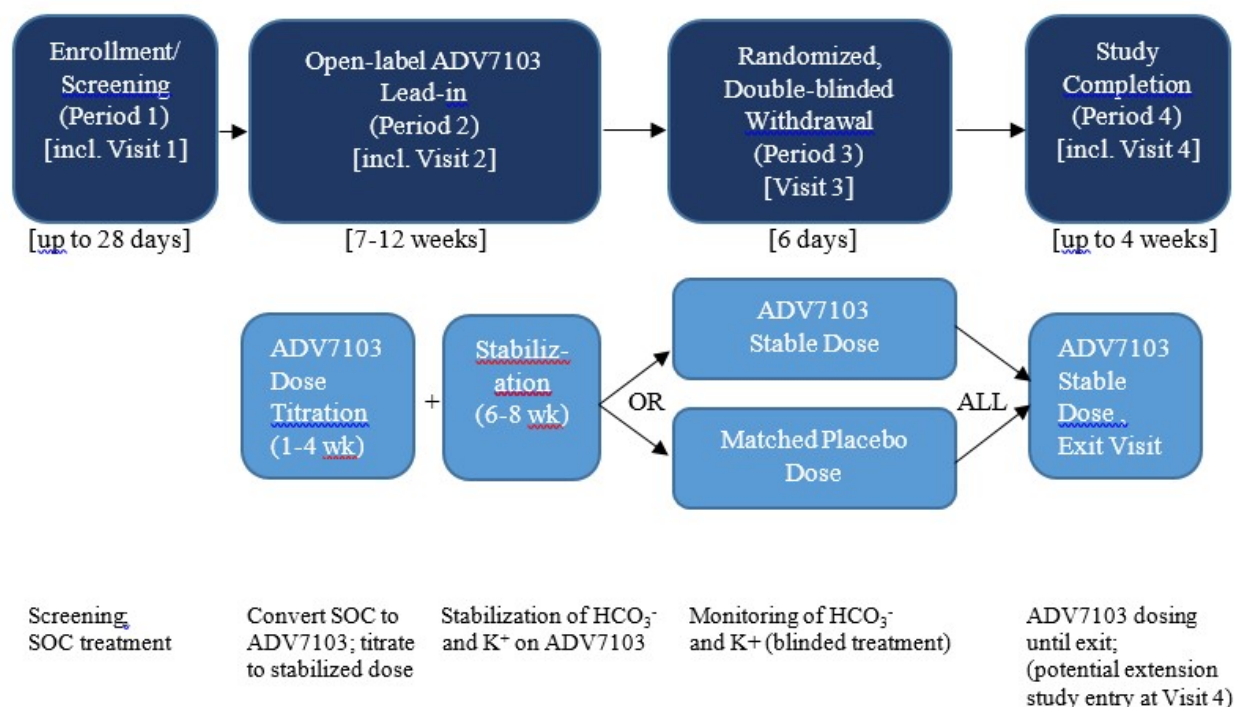 Enrollment/
Screening
(Period 1)
[incl. Visit 1]
[up to 28 days]
Open-label ADV7103
Lead-in
(Period 2)
[incl. Visit 2]
[7-12 weeks]
Randomized,
Double-blinded
Withdrawal
(Period 3)
[Visit 3]
[6 days]
Study
Completion
(Period 4)
[incl. Visit 4]
[up to 4 weeks]
ADV7103
Dose
Titration
(1-4 wk)
+
Stabiliz-
ation
(6-8 wk)
OR
ADV7103
Stable Dose
Matched Placebo
Dose
ALL
ADV7103
Stable
Dose .
Exit Visit
Screening,
SOC treatment
Convert SOC to
ADV7103; titrate
to stabilized dose
Stabilization of HCO₃⁻
and K⁺ on ADV7103
Monitoring of HCO₃⁻
and K+ (blinded treatment)
ADV7103 dosing
until exit;
(potential extension
study entry at Visit 4)